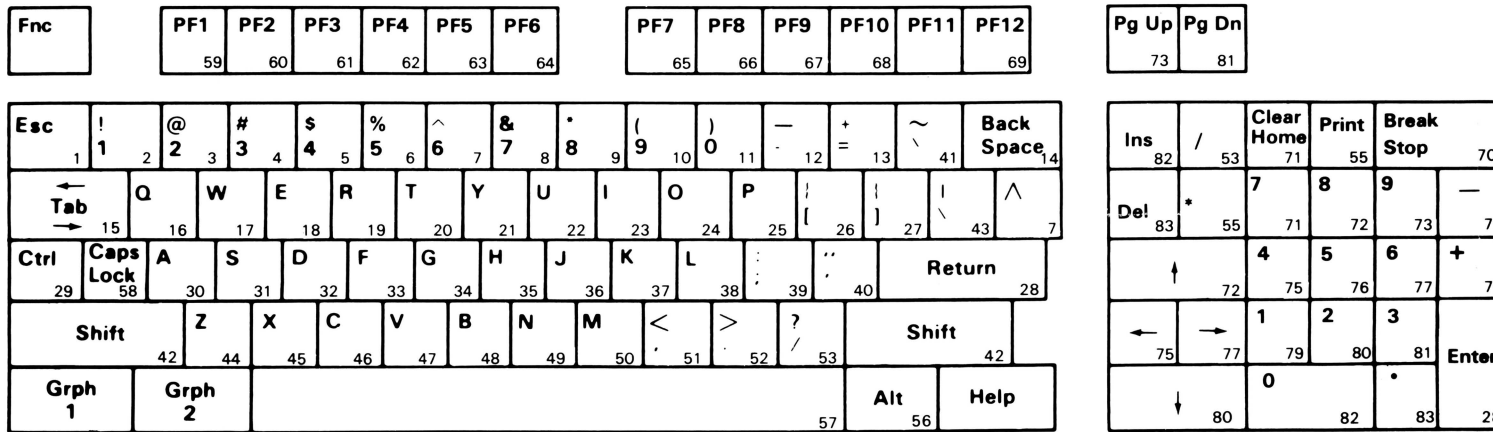 Fnc PF1 PF2 PF3 PF4 PF5 PF6 PF7 PF8 PF9 PF10 PF11 PF12 Pg Up Pg Dn
59 60 61 62 63 64 65 66 67 68 69 73 81
Esc ! @ # $ % ^ & * ( ) — + ~ Back Ins / Clear Print Break
1 2 3 4 5 6 7 8 9 0 - = \ Space Home Stop
1 2 3 4 5 6 7 8 9 10 11 12 13 41 14 82 53 71 55 70
← Tab → Q W E R T Y U I O P ¦ [ ¦ ] | \ ^ Del * 7 8 9 —
15 16 17 18 19 20 21 22 23 24 25 26 27 43 7 83 55 71 72 73
Ctrl Caps Lock A S D F G H J K L : ; " ' Return ↑ 4 5 6 +
29 58 30 31 32 33 34 35 36 37 38 39 40 28 72 75 76 77
Shift Z X C V B N M < , > . ? / Shift ← → 1 2 3 Enter
42 44 45 46 47 48 49 50 51 52 53 42 75 77 79 80 81
Grph 1 Grph 2 Alt Help ↓ 0 .
57 56 80 82 83